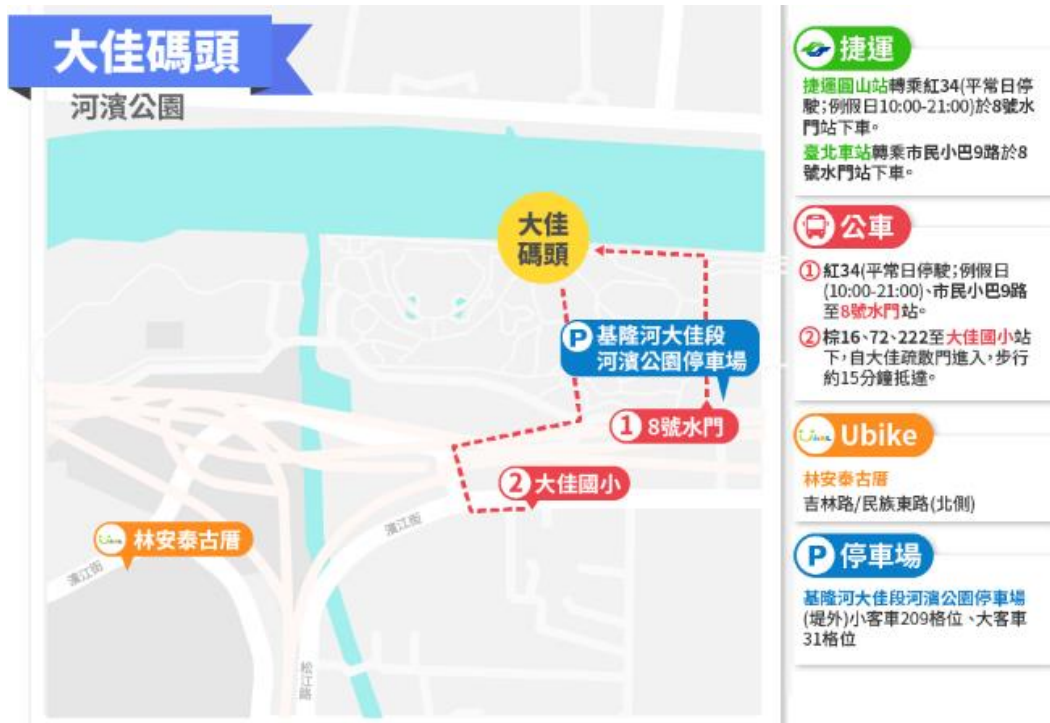 大佳碼頭
河濱公園
大佳
碼頭
P 基隆河大佳段
河濱公園停車場
1 8號水門
2 大佳國小
濱江街
林安泰古厝
濱江街
松江路
捷運
捷運圓山站轉乘紅34(平常日停
駛;例假日10:00-21:00)於8號水
門站下車。
臺北車站轉乘市民小巴9路於8
號水門站下車。
公車
1 紅34(平常日停駛;例假日
(10:00-21:00)、市民小巴9路
至8號水門站。
2 棕16、72、222至大佳國小站
下,自大佳疏散門進入,步行
約15分鐘抵達。
Ubike
林安泰古厝
吉林路/民族東路(北側)
P 停車場
基隆河大佳段河濱公園停車場
(堤外)小客車209格位、大客車
31格位